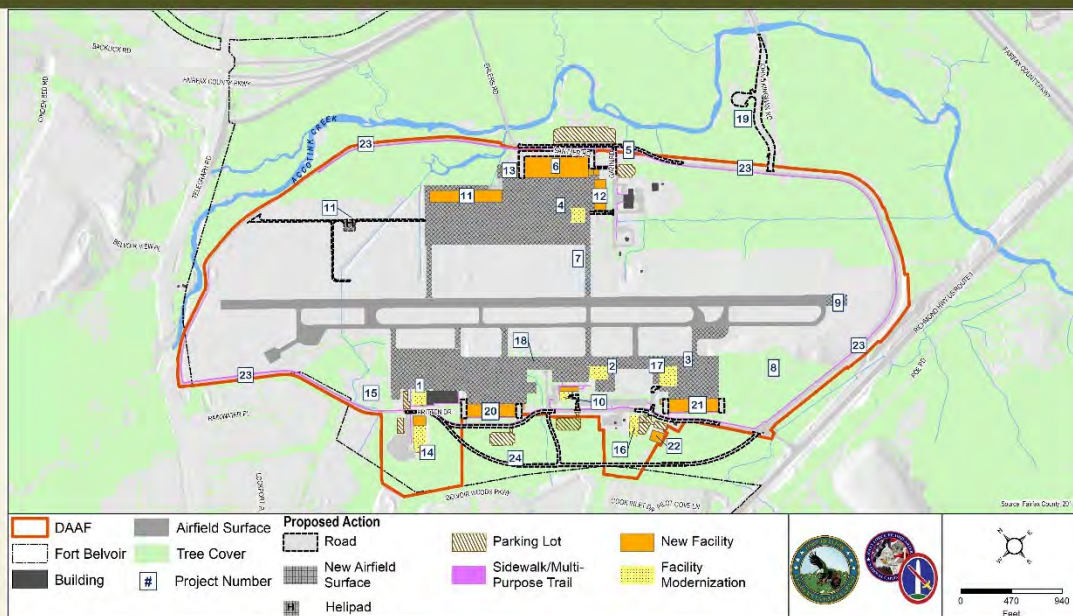 BACKLICK RD
FAIRFAX COUNTY PKWY
FAIRFAX COUNTY PKWY
TELEGRAPH RD
ACCOTINK CREEK
BELVOIR VIEW PL
RICHMOND HWY US ROUTE 1
POE RD
BRITTEN DR
BELVOIR WOODS PKWY
19
23
5
13
6
23
11
12
4
11
7
9
18
2
17
3
8
23
23
15
1
10
20
21
14
24
16
22
Source: Fairfax County, 201
DAAF
Fort Belvoir
Building
Airfield Surface
Tree Cover
# Project Number
Proposed Action
Road
New Airfield Surface
H Helipad
Parking Lot
Sidewalk/Multi-
Purpose Trail
New Facility
Facility
Modernization
N
E
S
W
0 470 940
Feet